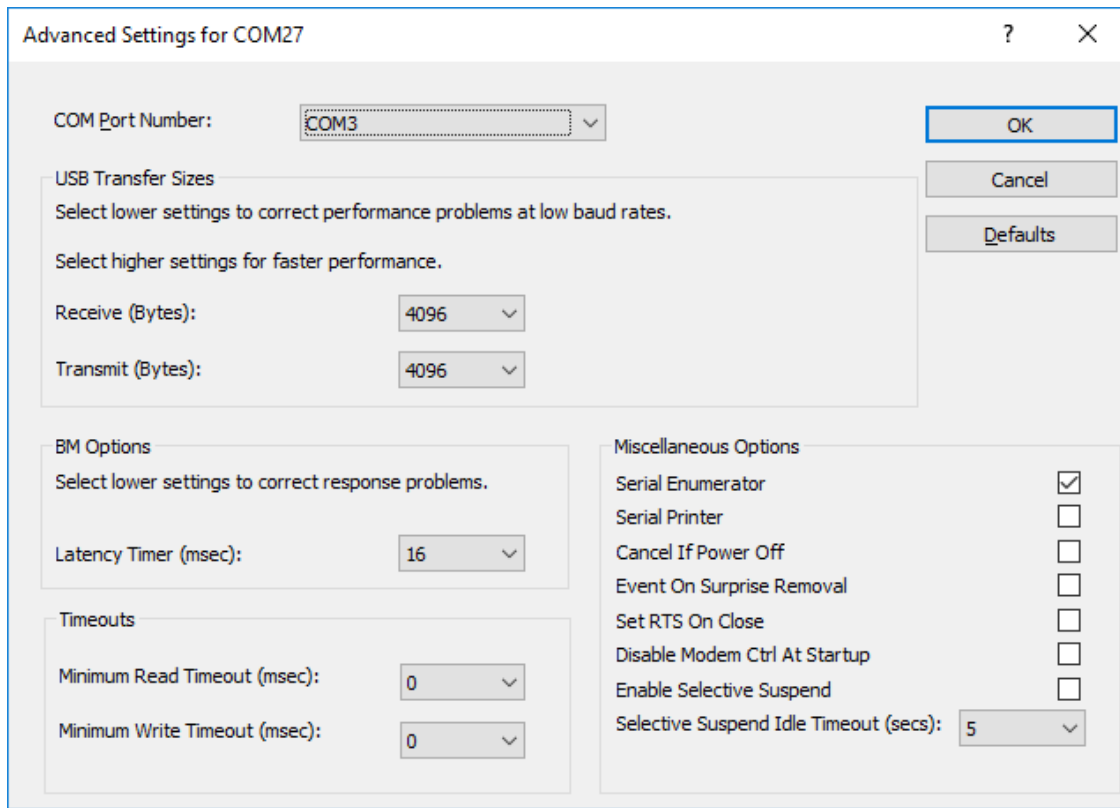 Advanced Settings for COM27
?
COM Port Number:
COM3
OK
Cancel
Defaults
USB Transfer Sizes
Select lower settings to correct performance problems at low baud rates.
Select higher settings for faster performance.
Receive (Bytes):
4096
Transmit (Bytes):
4096
BM Options
Select lower settings to correct response problems.
Latency Timer (msec):
16
Timeouts
Minimum Read Timeout (msec):
0
Minimum Write Timeout (msec):
0
Miscellaneous Options
Serial Enumerator
Serial Printer
Cancel If Power Off
Event On Surprise Removal
Set RTS On Close
Disable Modem Ctrl At Startup
Enable Selective Suspend
Selective Suspend Idle Timeout (secs):
5